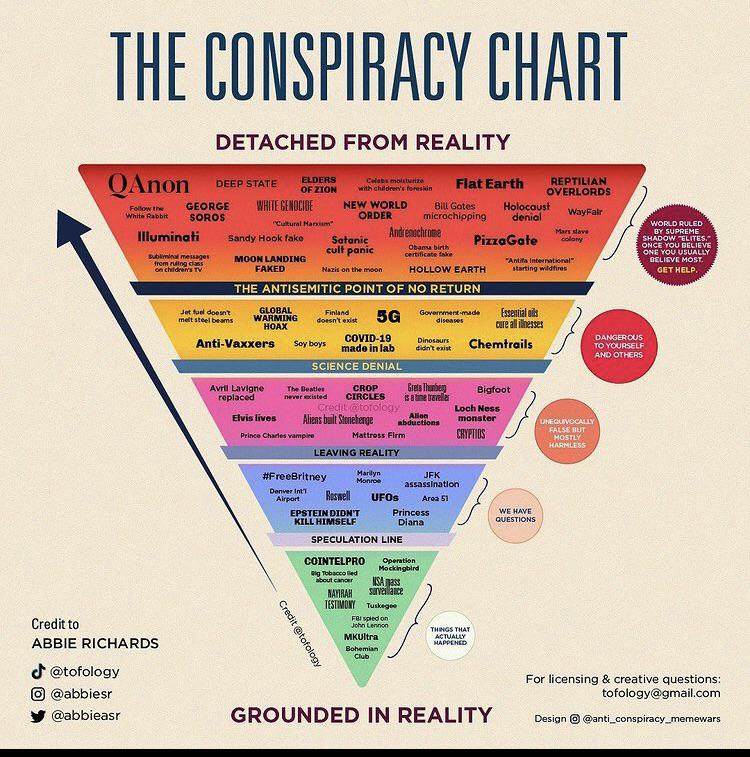 THE CONSPIRACY CHART
DETACHED FROM REALITY
QAnon
DEEP STATE
ELDERS
OF ZION
Celebs moisturize
with children's foreskin
Flat Earth
REPTILIAN
OVERLORDS
Follow the
White Rabbit
GEORGE
SOROS
WHITE GENOCIDE
"Cultural Marxism"
NEW WORLD
ORDER
Bill Gates
microchipping
Holocaust
denial
WayFair
Illuminati
Sandy Hook fake
Satanic
cult panic
Andrenochrome
Obama birth
certificate fake
PizzaGate
Mars slave
colony
Subliminal messages
from ruling class
on children's TV
MOON LANDING
FAKED
Nazis on the moon
HOLLOW EARTH
"Antifa International"
starting wildfires
WORLD RULED
BY SUPREME
SHADOW "ELITES."
ONCE YOU BELIEVE
ONE YOU USUALLY
BELIEVE MOST.
GET HELP.
THE ANTISEMITIC POINT OF NO RETURN
Jet fuel doesn't
melt steel beams
GLOBAL
WARMING
HOAX
Finland
doesn't exist
5G
Government-made
diseases
Essential oils
cure all illnesses
Anti-Vaxxers
Soy boys
COVID-19
made in lab
Dinosaurs
didn't exist
Chemtrails
DANGEROUS
TO YOURSELF
AND OTHERS
SCIENCE DENIAL
Avril Lavigne
replaced
The Beatles
never existed
CROP
CIRCLES
Greta Thunberg
is a time traveller
Bigfoot
Credit @tofology
Elvis lives
Aliens built Stonehenge
Alien
abductions
Loch Ness
monster
Prince Charles vampire
Mattress Firm
CRYPTIDS
UNEQUIVOCALLY
FALSE BUT
MOSTLY
HARMLESS
LEAVING REALITY
#FreeBritney
Marilyn
Monroe
JFK
assassination
Denver Int'l
Airport
Roswell
UFOs
Area 51
EPSTEIN DIDN'T
KILL HIMSELF
Princess
Diana
WE HAVE
QUESTIONS
SPECULATION LINE
COINTELPRO
Operation
Mockingbird
Big Tobacco lied
about cancer
NSA mass
surveillance
NAYIRAH
TESTIMONY
Tuskegee
FBI spied on
John Lennon
MKUltra
Bohemian
Club
THINGS THAT
ACTUALLY
HAPPENED
Credit @tofology
GROUNDED IN REALITY
Credit to
ABBIE RICHARDS
@tofology
@abbiesr
@abbieasr
For licensing & creative questions:
tofology@gmail.com
Design @anti_conspiracy_memewars